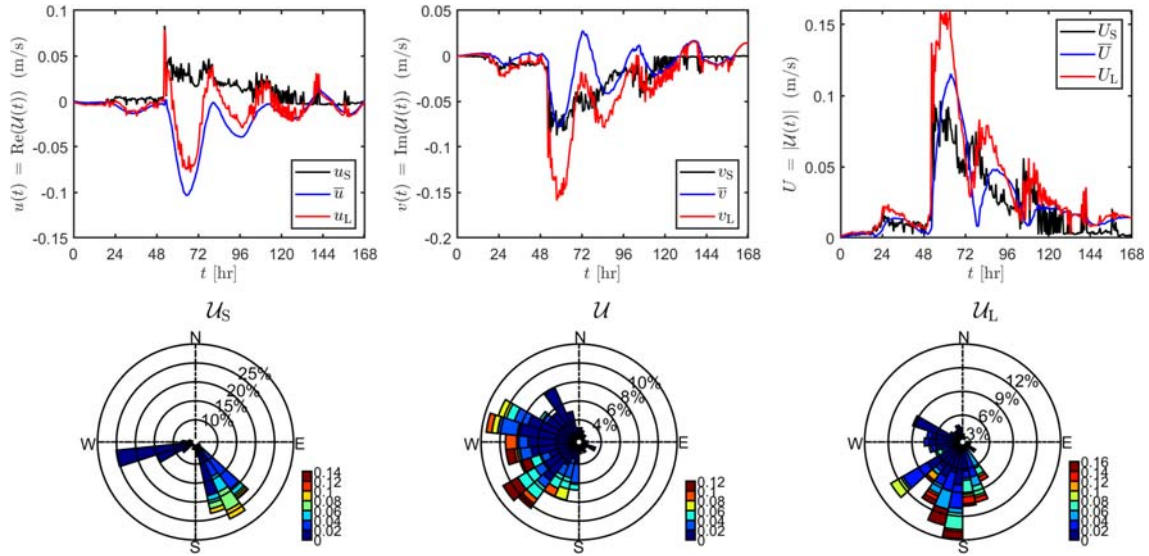 u(t) = Re(𝒰(t)) (m/s)
0.1
0.05
0
-0.05
-0.1
-0.15
u_S
u̅
u_L
0 24 48 72 96 120 144 168
t [hr]
v(t) = Im(𝒰(t)) (m/s)
0.05
0
-0.05
-0.1
-0.15
-0.2
v_S
v̅
v_L
0 24 48 72 96 120 144 168
t [hr]
U = |𝒰(t)| (m/s)
0.15
0.1
0.05
0
U_S
U̅
U_L
0 24 48 72 96 120 144 168
t [hr]
𝒰_S
N
25%
20%
15%
10%
W
E
S
0.14
0.12
0.10
0.08
0.06
0.04
0.02
0
𝒰
N
10%
8%
6%
4%
W
E
S
0.12
0.10
0.08
0.06
0.04
0.02
0
𝒰_L
N
12%
9%
6%
3%
W
E
S
0.16
0.14
0.12
0.10
0.08
0.06
0.04
0.02
0